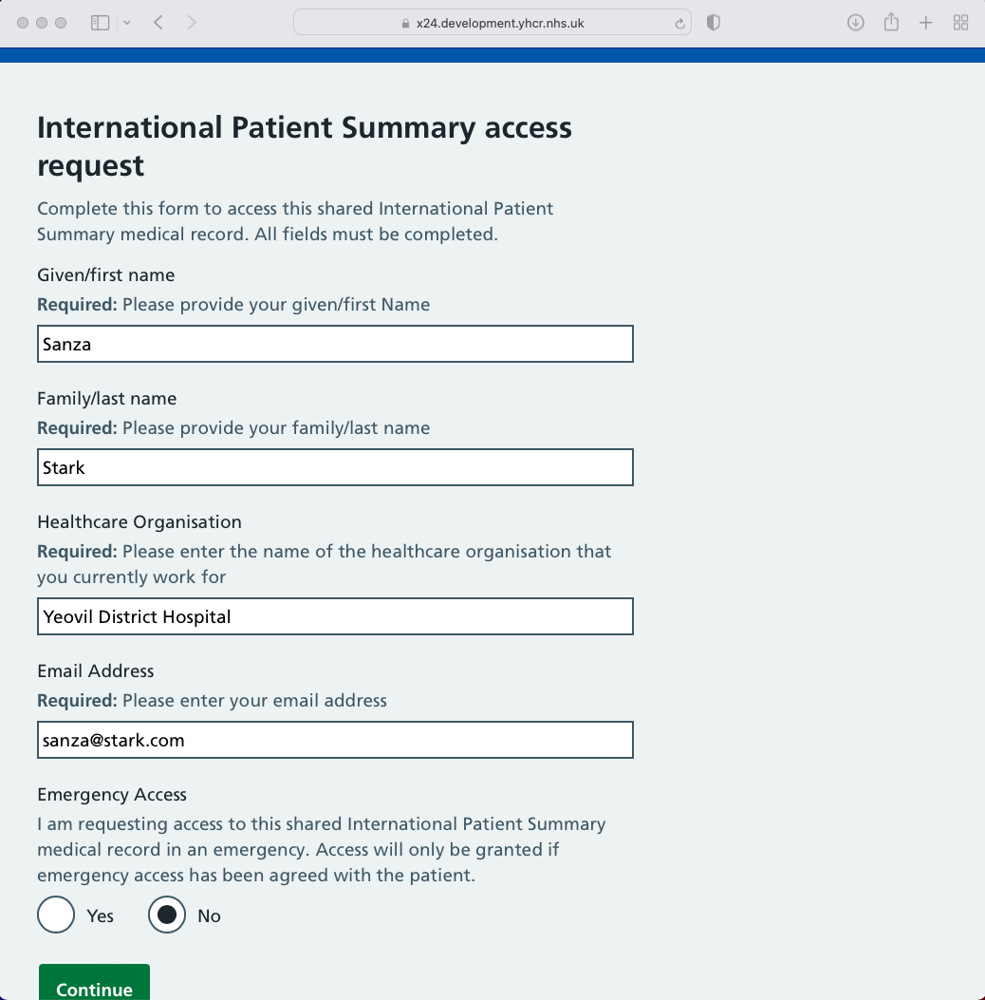 x24.development.yhcr.nhs.uk
International Patient Summary access
request
Complete this form to access this shared International Patient
Summary medical record. All fields must be completed.
Given/first name
Required: Please provide your given/first Name
Sanza
Family/last name
Required: Please provide your family/last name
Stark
Healthcare Organisation
Required: Please enter the name of the healthcare organisation that
you currently work for
Yeovil District Hospital
Email Address
Required: Please enter your email address
sanza@stark.com
Emergency Access
I am requesting access to this shared International Patient Summary
medical record in an emergency. Access will only be granted if
emergency access has been agreed with the patient.
Yes No
Continue